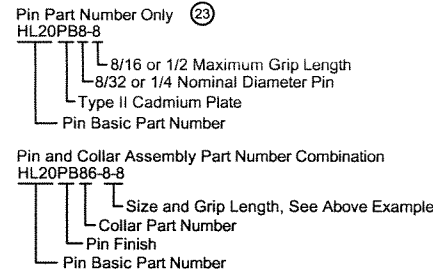 Pin Part Number Only 23
HL20PB8-8
8/16 or 1/2 Maximum Grip Length
8/32 or 1/4 Nominal Diameter Pin
Type II Cadmium Plate
Pin Basic Part Number
Pin and Collar Assembly Part Number Combination
HL20PB86-8-8
Size and Grip Length, See Above Example
Collar Part Number
Pin Finish
Pin Basic Part Number